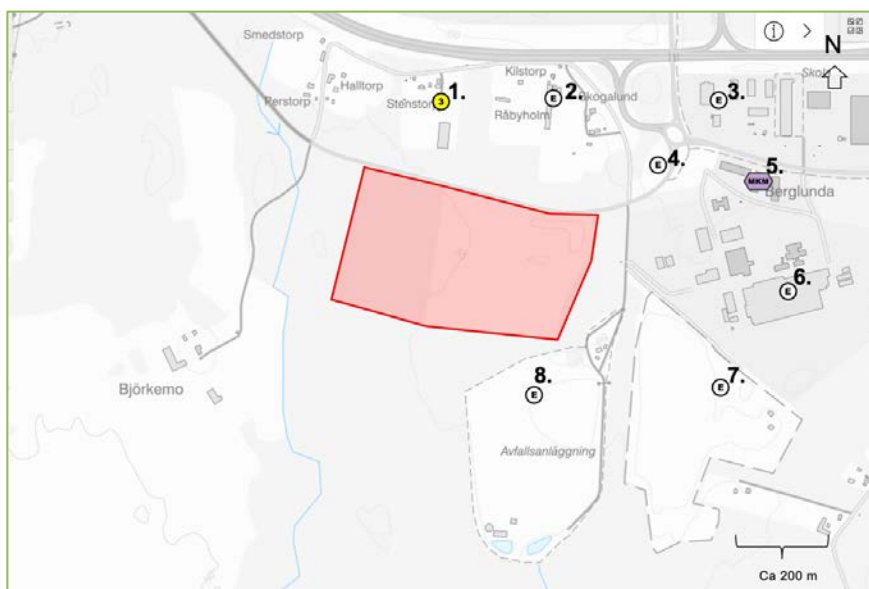 N
Smedstorp
Kilstorp
Skola
Halltorp
1.
2.
3.
Perstorp
Stenstorp
3
E
Skogalund
E
Råbyholm
4.
E
5.
MKM
Berglunda
6.
E
Björkemo
8.
E
7.
E
Avfallsanläggning
Ca 200 m